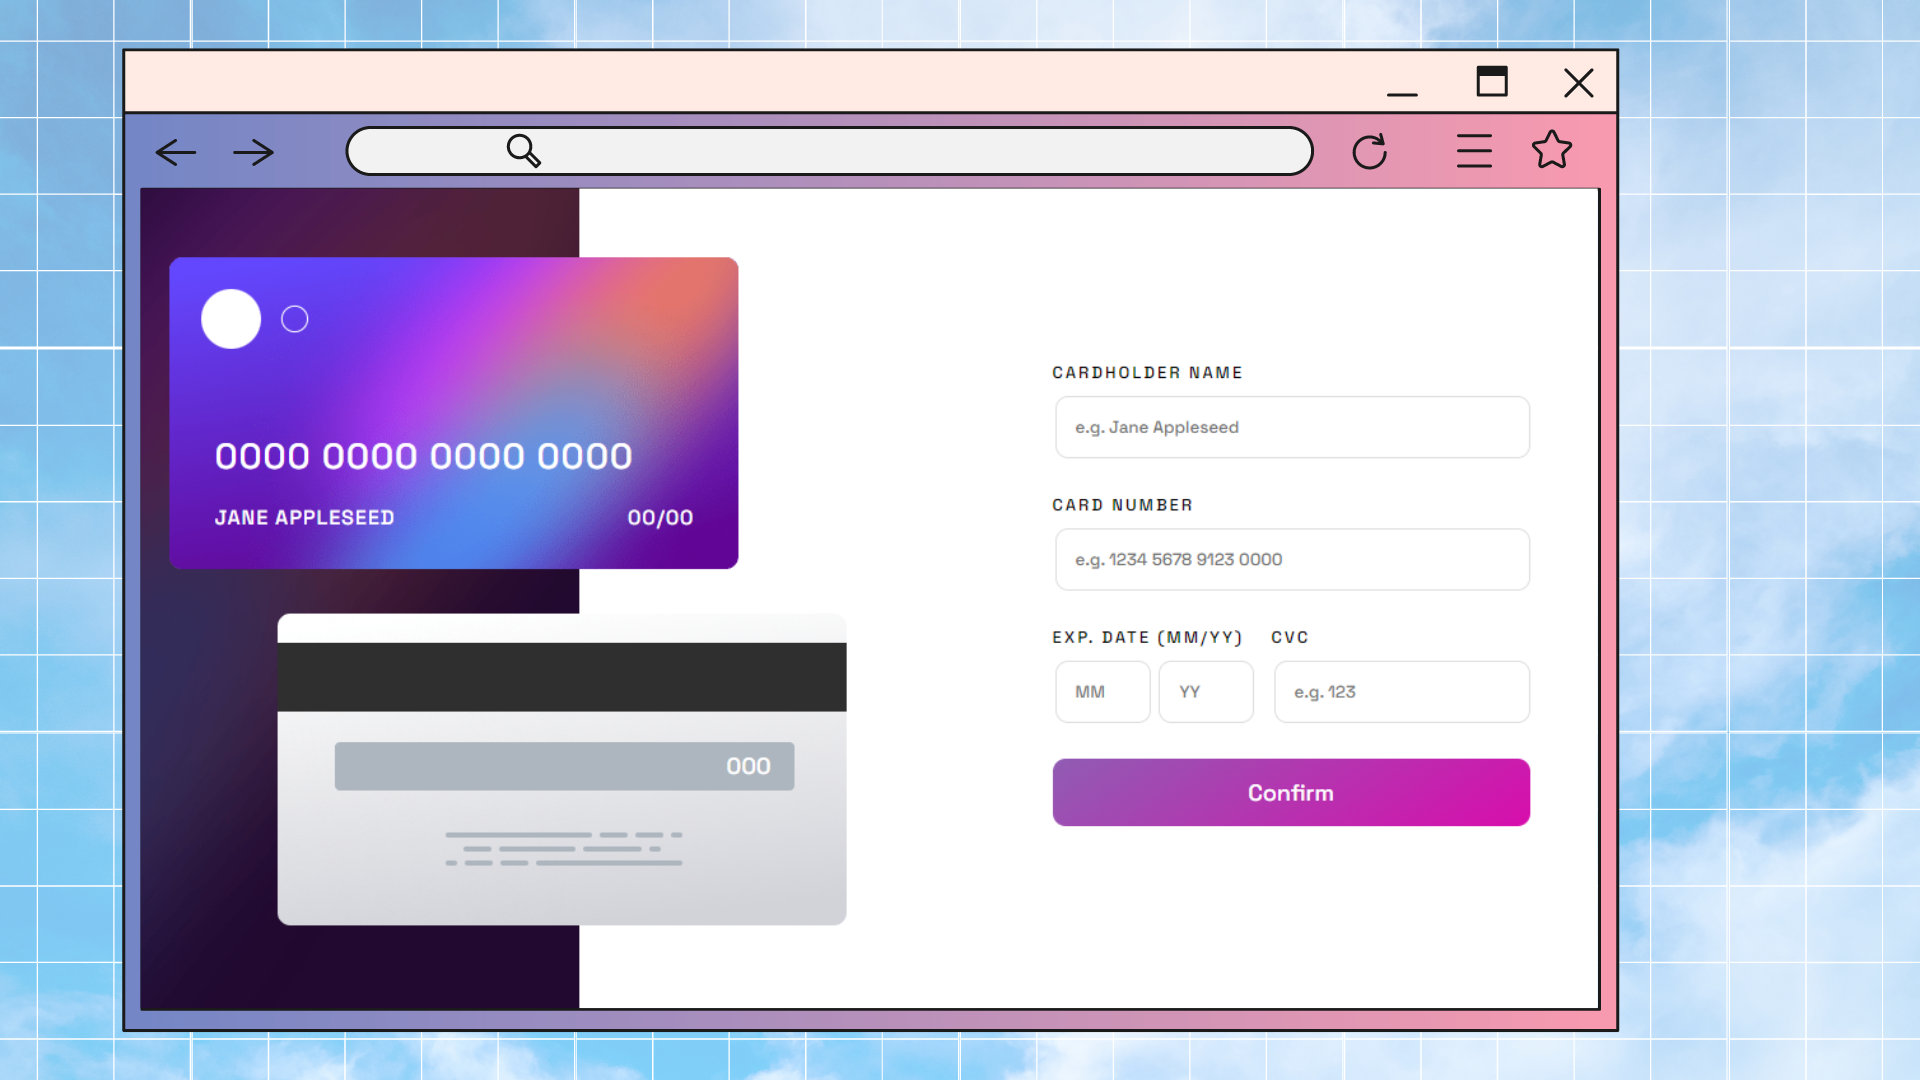 0000 0000 0000 0000
JANE APPLESEED 00/00
000
CARDHOLDER NAME
e.g. Jane Appleseed
CARD NUMBER
e.g. 1234 5678 9123 0000
EXP. DATE (MM/YY) CVC
MM YY e.g. 123
Confirm